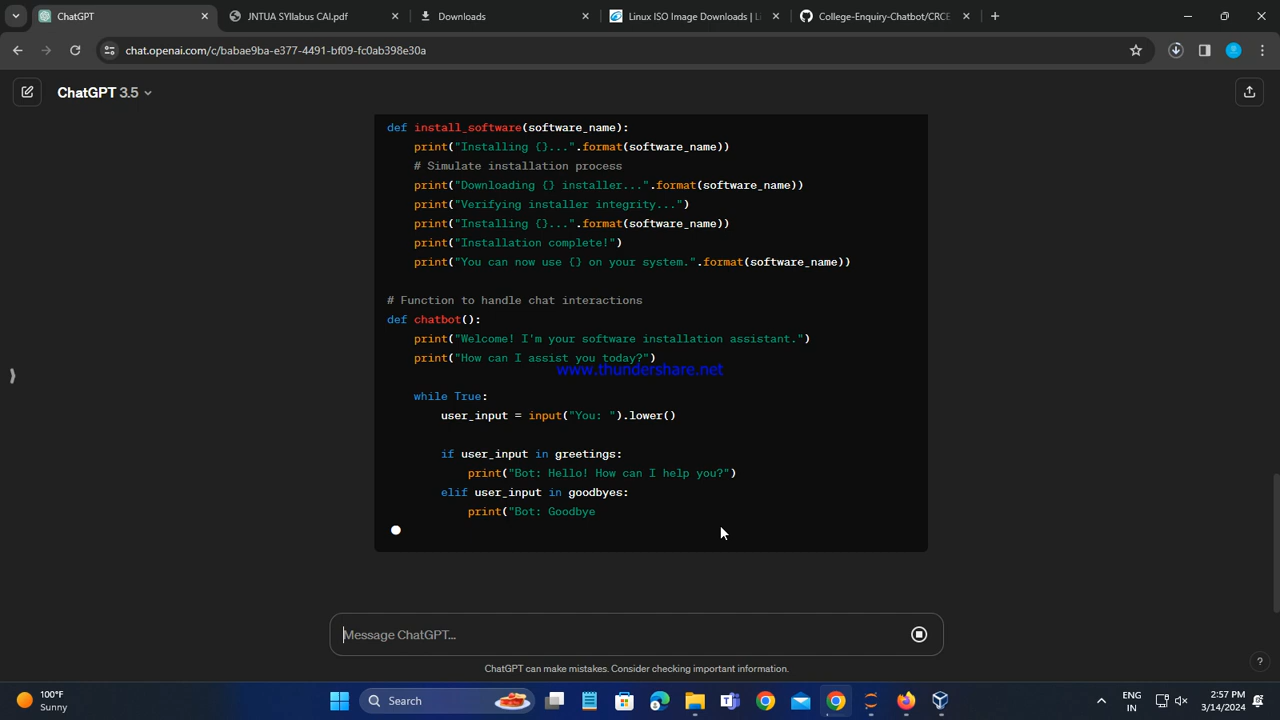 ChatGPT
JNTUA SYllabus CAI.pdf
Downloads
Linux ISO Image Downloads | Li
College-Enquiry-Chatbot/CRCE
chat.openai.com/c/babae9ba-e377-4491-bf09-fc0ab398e30a
ChatGPT 3.5
def install_software(software_name):
print("Installing {}...".format(software_name))
# Simulate installation process
print("Downloading {} installer...".format(software_name))
print("Verifying installer integrity...")
print("Installing {}...".format(software_name))
print("Installation complete!")
print("You can now use {} on your system.".format(software_name))
# Function to handle chat interactions
def chatbot():
print("Welcome! I'm your software installation assistant.")
print("How can I assist you today?")
www.thundershare.net
while True:
user_input = input("You: ").lower()
if user_input in greetings:
print("Bot: Hello! How can I help you?")
elif user_input in goodbyes:
print("Bot: Goodbye
Message ChatGPT...
ChatGPT can make mistakes. Consider checking important information.
?
100°F
Sunny
Search
ENG
IN
2:57 PM
3/14/2024